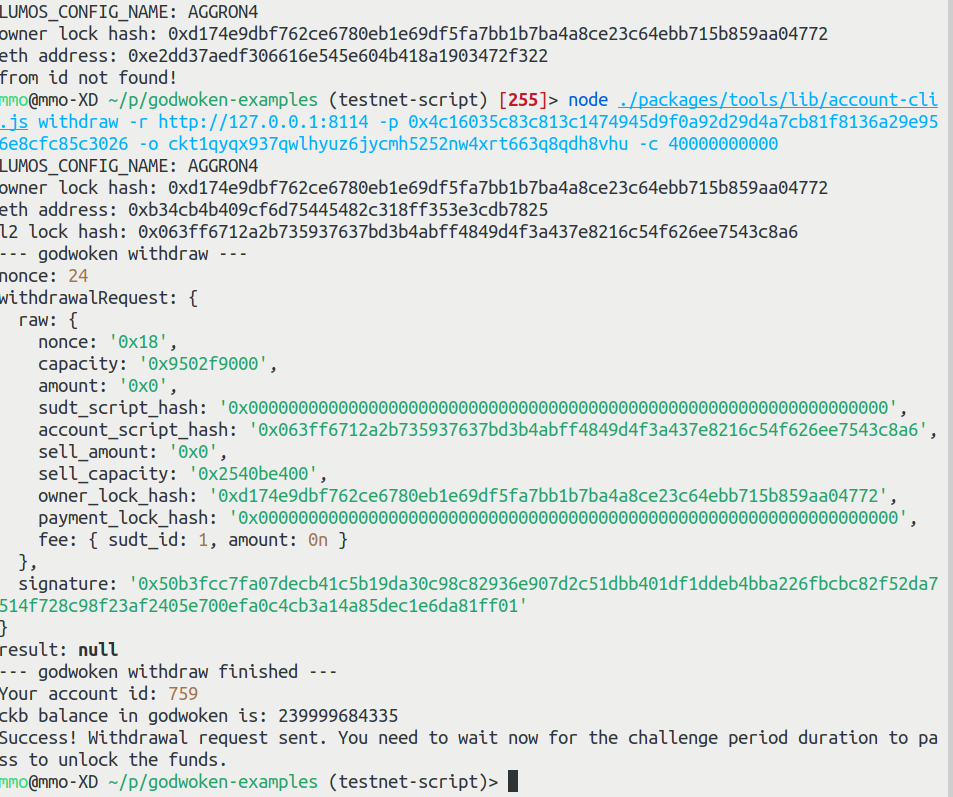 LUMOS_CONFIG_NAME: AGGRON4
owner lock hash: 0xd174e9dbf762ce6780eb1e69df5fa7bb1b7ba4a8ce23c64ebb715b859aa04772
eth address: 0xe2dd37aedf306616e545e604b418a1903472f322
from id not found!
mmo@mmo-XD ~/p/godwoken-examples (testnet-script) [255]> node ./packages/tools/lib/account-cli
.js withdraw -r http://127.0.0.1:8114 -p 0x4c16035c83c813c1474945d9f0a92d29d4a7cb81f8136a29e95
6e8cfc85c3026 -o ckt1qyqx937qwlhyuz6jycmh5252nw4xrt663q8qdh8vhu -c 40000000000
LUMOS_CONFIG_NAME: AGGRON4
owner lock hash: 0xd174e9dbf762ce6780eb1e69df5fa7bb1b7ba4a8ce23c64ebb715b859aa04772
eth address: 0xb34cb4b409cf6d75445482c318ff353e3cdb7825
l2 lock hash: 0x063ff6712a2b735937637bd3b4abff4849d4f3a437e8216c54f626ee7543c8a6
--- godwoken withdraw ---
nonce: 24
withdrawalRequest: {
raw: {
nonce: '0x18',
capacity: '0x9502f9000',
amount: '0x0',
sudt_script_hash: '0x0000000000000000000000000000000000000000000000000000000000000000',
account_script_hash: '0x063ff6712a2b735937637bd3b4abff4849d4f3a437e8216c54f626ee7543c8a6',
sell_amount: '0x0',
sell_capacity: '0x2540be400',
owner_lock_hash: '0xd174e9dbf762ce6780eb1e69df5fa7bb1b7ba4a8ce23c64ebb715b859aa04772',
payment_lock_hash: '0x0000000000000000000000000000000000000000000000000000000000000000',
fee: { sudt_id: 1, amount: 0n }
},
signature: '0x50b3fcc7fa07decb41c5b19da30c98c82936e907d2c51dbb401df1ddeb4bba226fbcbc82f52da7
514f728c98f23af2405e700efa0c4cb3a14a85dec1e6da81ff01'
}
result: null
--- godwoken withdraw finished ---
Your account id: 759
ckb balance in godwoken is: 239999684335
Success! Withdrawal request sent. You need to wait now for the challenge period duration to pa
ss to unlock the funds.
mmo@mmo-XD ~/p/godwoken-examples (testnet-script)>